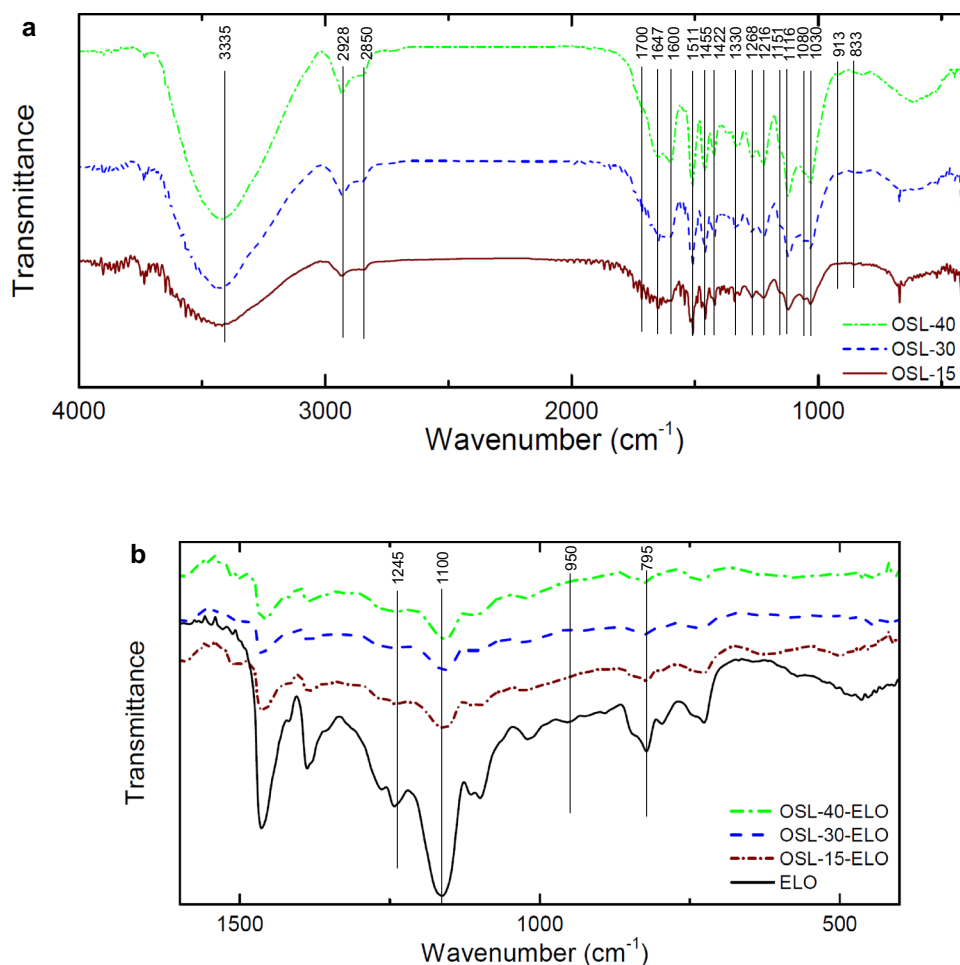 a
3335
2928
2850
1700
1647
1600
1511
1455
1422
1330
1268
1216
1151
1116
1080
1030
913
833
Transmittance
OSL-40
OSL-30
OSL-15
4000 3000 2000 1000
Wavenumber (cm⁻¹)
b
1245
1100
950
795
Transmittance
OSL-40-ELO
OSL-30-ELO
OSL-15-ELO
ELO
1500 1000 500
Wavenumber (cm⁻¹)